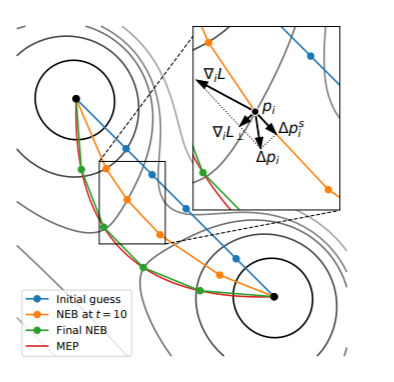 ∇ᵢL
pᵢ
∇ᵢL⊥
Δpᵢˢ
Δpᵢ
Initial guess
NEB at t = 10
Final NEB
MEP